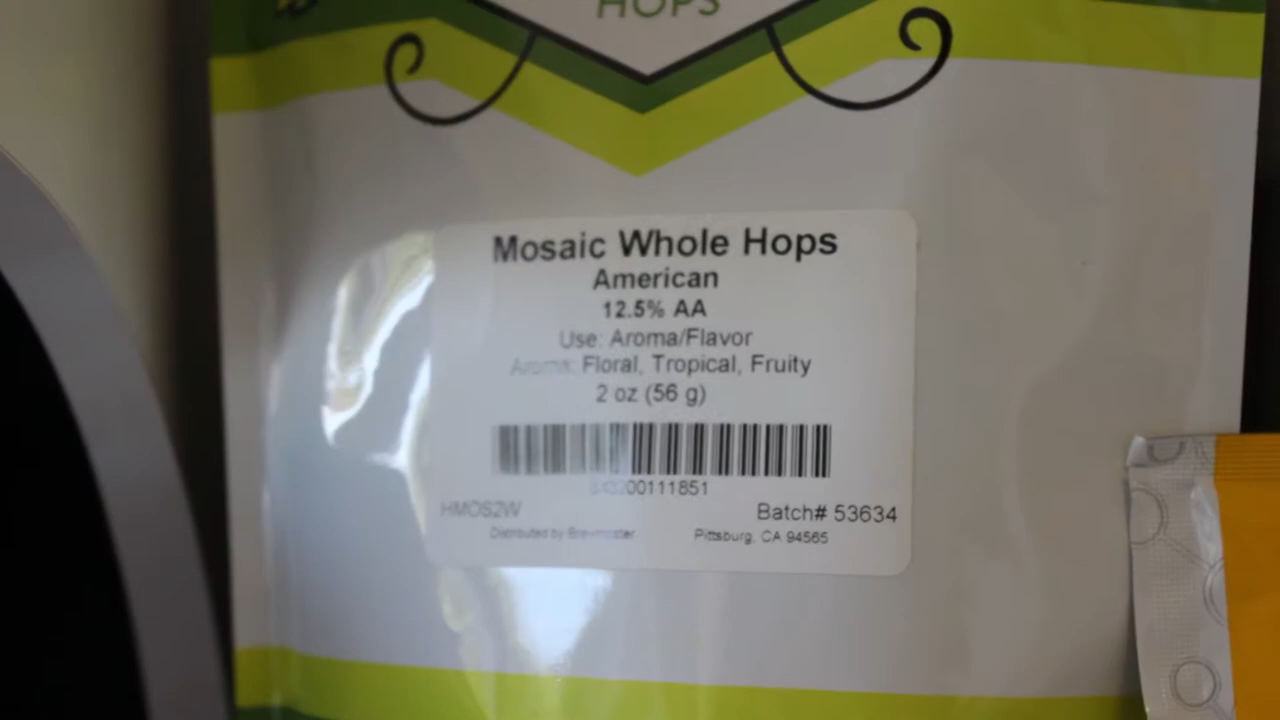 HOPS
Mosaic Whole Hops
American
12.5% AA
Use: Aroma/Flavor
Aroma: Floral, Tropical, Fruity
2 oz (56 g)
843200111851
HMOS2W
Batch# 53634
Distributed by Brewmaster
Pittsburg, CA 94565